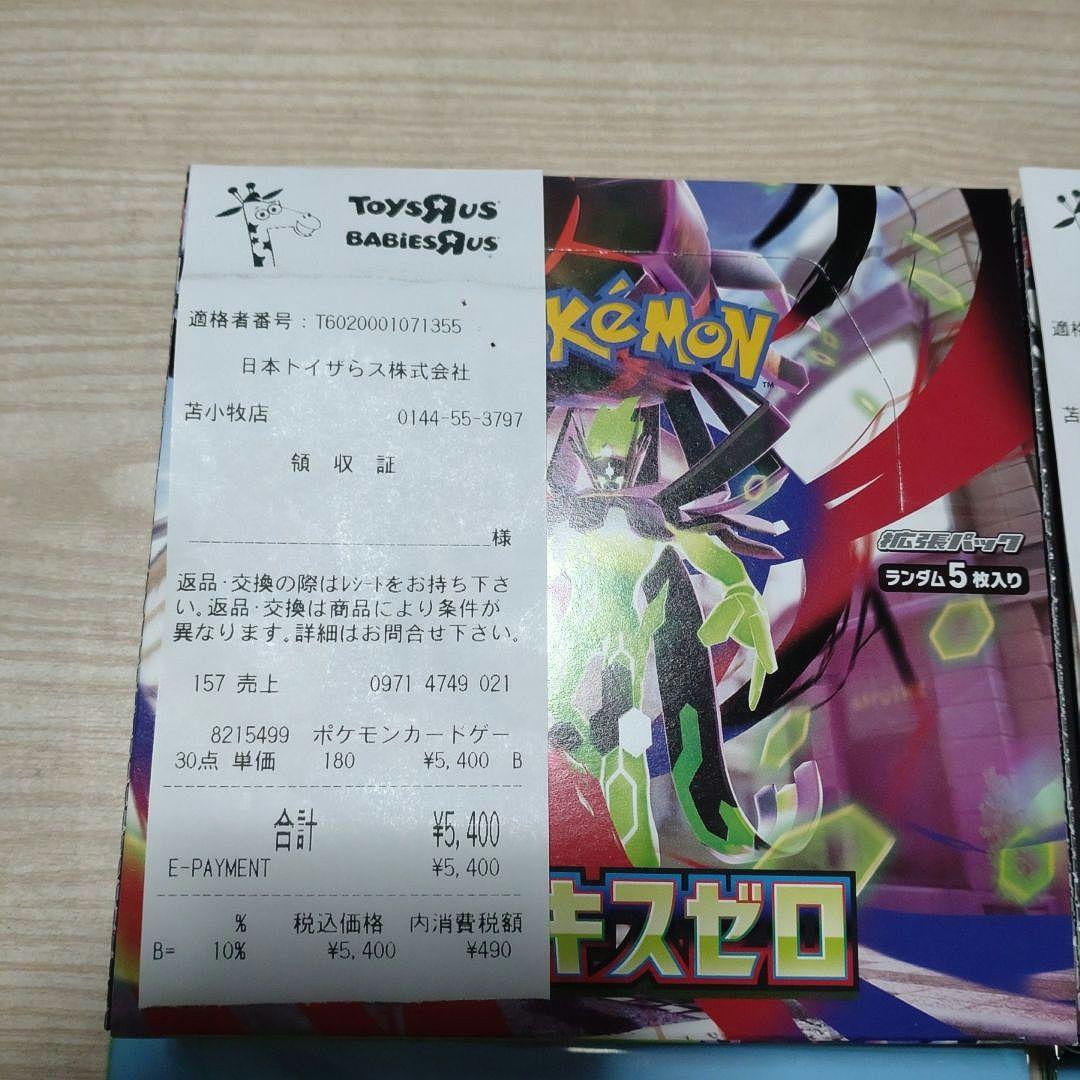 TOYSRUS
BABIESRUS
適格者番号 : T6020001071355
日本トイザらス株式会社
苫小牧店 0144-55-3797
領 収 証
様
返品・交換の際はﾚｼｰﾄをお持ち下さ
い。返品・交換は商品により条件が
異なります。詳細はお問合せ下さい。
157 売上 0971 4749 021
8215499 ポケモンカードゲー
30点 単価 180 ¥5,400 B
合計 ¥5,400
E-PAYMENT ¥5,400
% 税込価格 内消費税額
B= 10% ¥5,400 ¥490
KéMON
TM
拡張パック
ランダム5枚入り
キスゼロ
適
苫